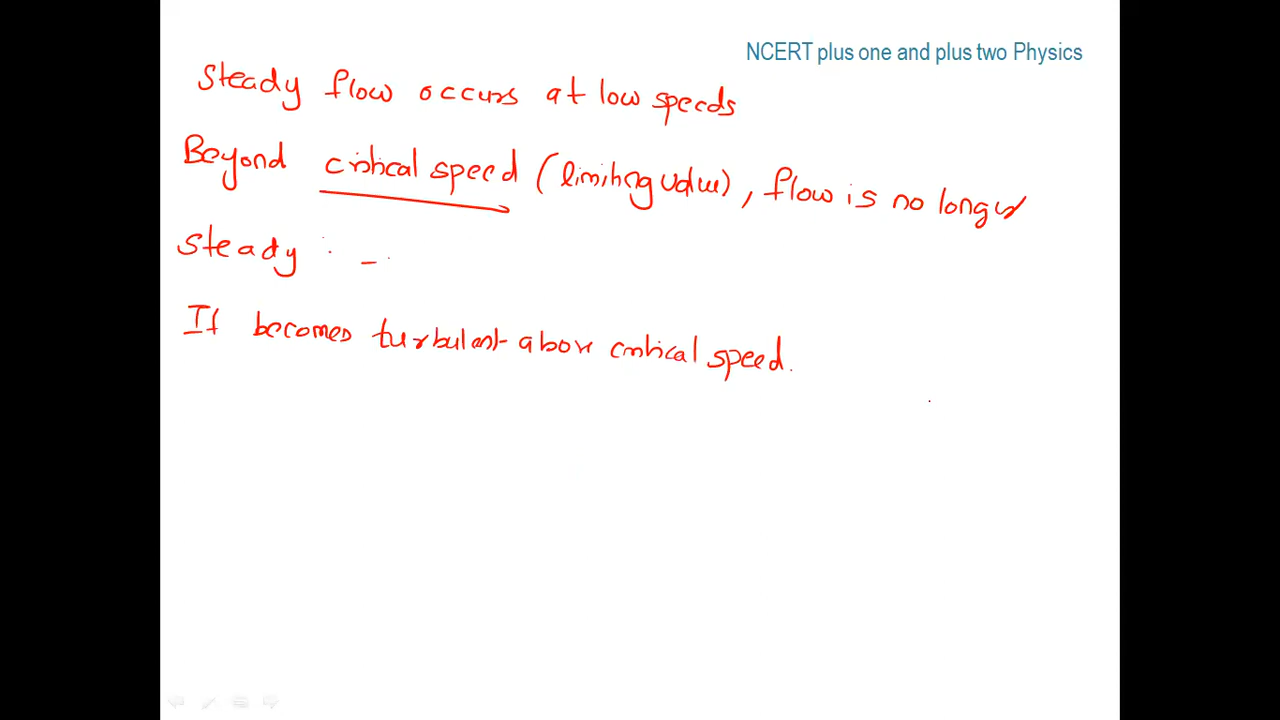 NCERT plus one and plus two Physics
Steady flow occurs at low speeds
Beyond critical speed (limiting value), flow is no longer
steady : -
It becomes turbulent above critical speed.